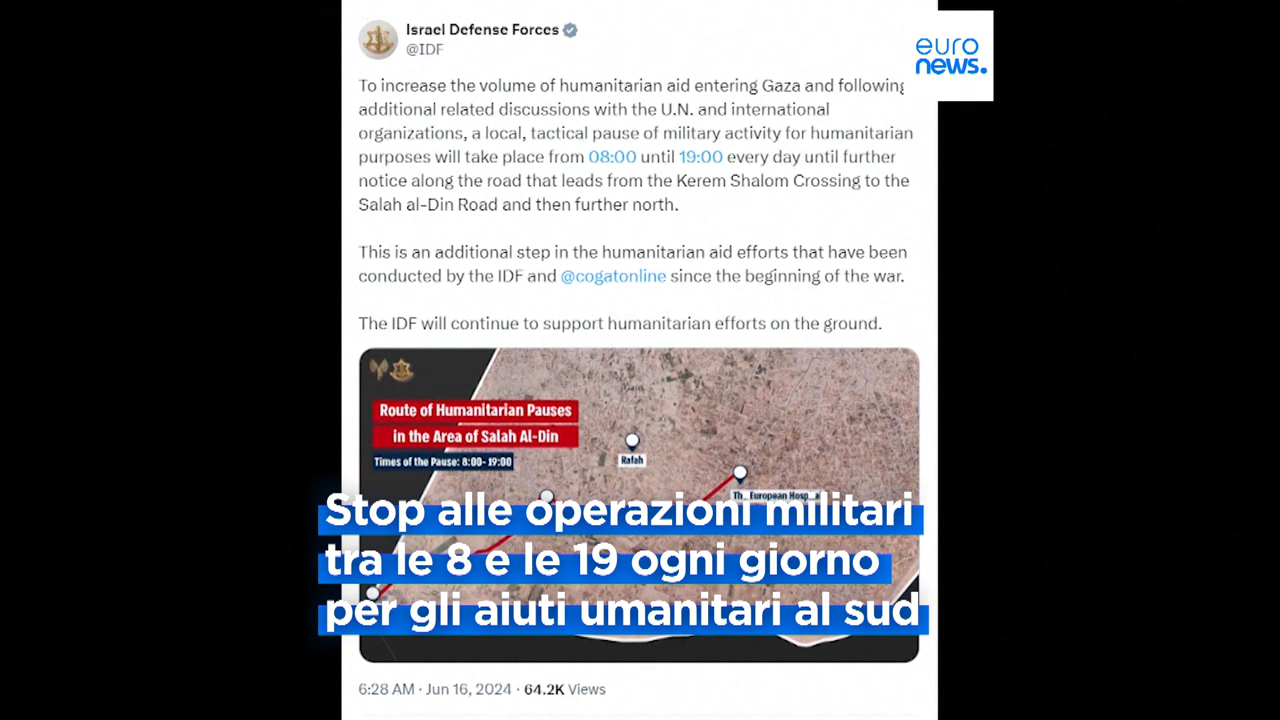 Israel Defense Forces
@IDF
euro
news.
To increase the volume of humanitarian aid entering Gaza and following
additional related discussions with the U.N. and international
organizations, a local, tactical pause of military activity for humanitarian
purposes will take place from 08:00 until 19:00 every day until further
notice along the road that leads from the Kerem Shalom Crossing to the
Salah al-Din Road and then further north.
This is an additional step in the humanitarian aid efforts that have been
conducted by the IDF and @cogatonline since the beginning of the war.
The IDF will continue to support humanitarian efforts on the ground.
Route of Humanitarian Pauses
in the Area of Salah Al-Din
Times of the Pause: 8:00-19:00
Rafah
European
Stop alle operazioni militari
tra le 8 e le 19 ogni giorno
per gli aiuti umanitari al sud
6:28 AM · Jun 16, 2024 · 64.2K Views